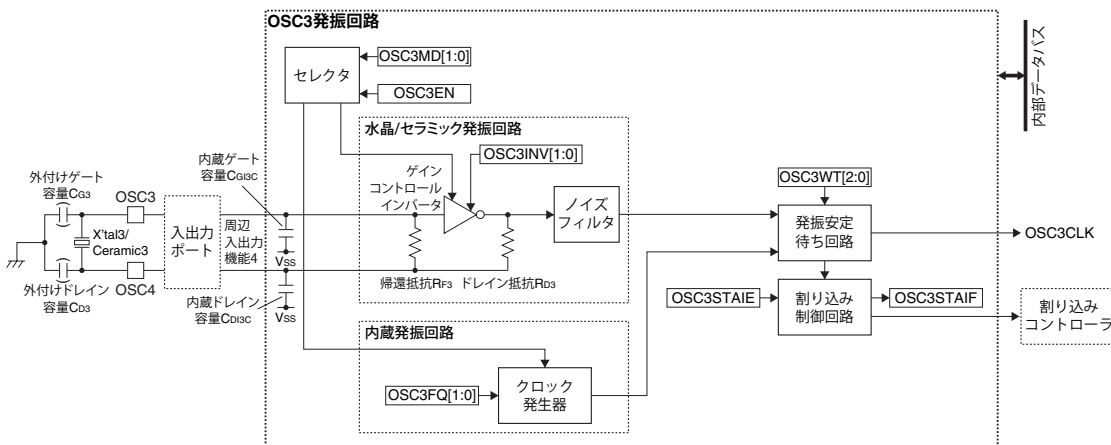 OSC3発振回路
セレクタ
OSC3MD[1:0]
OSC3EN
内部データバス
水晶/セラミック発振回路
OSC3INV[1:0]
ゲイン
コントロール
インバータ
ノイズ
フィルタ
内蔵ゲート
容量CGI3C
外付けゲート
容量CG3
OSC3
X'tal3/
Ceramic3
入出力
ポート
周辺
入出力
機能4
VSS
OSC4
外付けドレイン
容量CD3
内蔵ドレイン
容量CDI3C
VSS
帰還抵抗RF3
ドレイン抵抗RD3
OSC3WT[2:0]
発振安定
待ち回路
OSC3CLK
OSC3STAIE
割り込み
制御回路
OSC3STAIF
割り込み
コントローラ
内蔵発振回路
OSC3FQ[1:0]
クロック
発生器